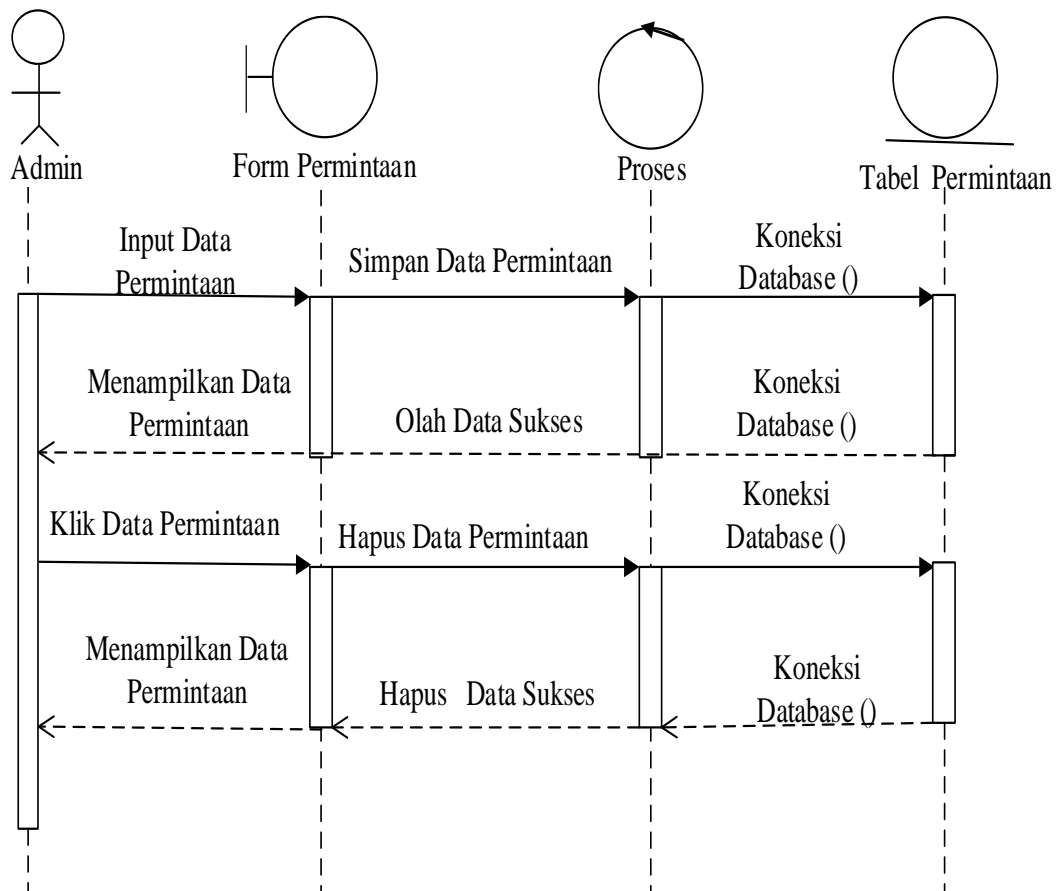 Admin
Form Permintaan
Proses
Tabel Permintaan
Input Data
Permintaan
Simpan Data Permintaan
Koneksi
Database ()
Menampilkan Data
Permintaan
Olah Data Sukses
Koneksi
Database ()
Klik Data Permintaan
Hapus Data Permintaan
Koneksi
Database ()
Menampilkan Data
Permintaan
Hapus Data Sukses
Koneksi
Database ()